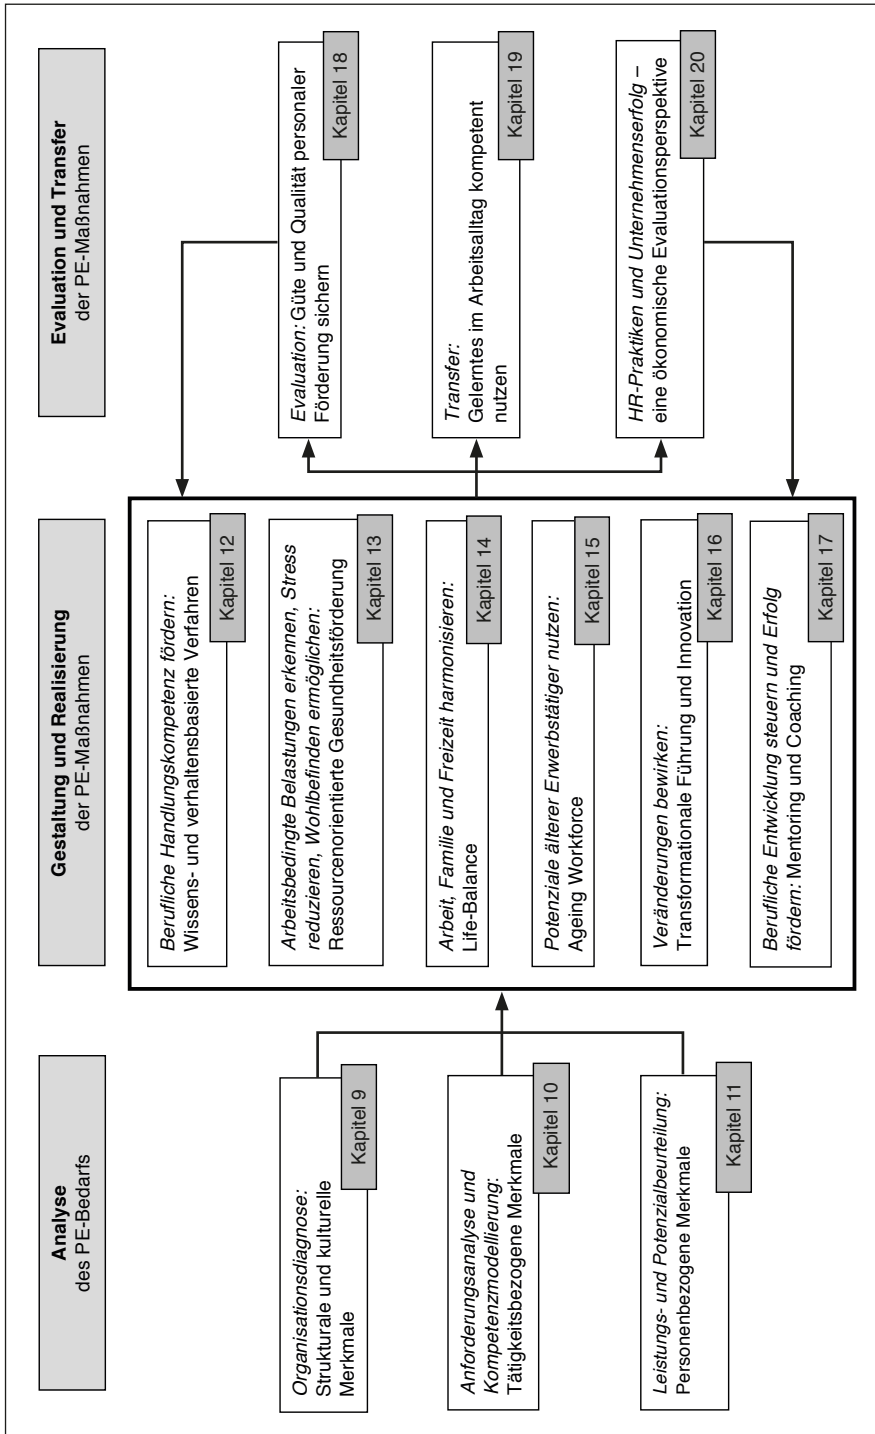 Analyse
des PE-Bedarfs
Organisationsdiagnose:
Strukturale und kulturelle
Merkmale
Kapitel 9
Anforderungsanalyse und
Kompetenzmodellierung:
Tätigkeitsbezogene Merkmale
Kapitel 10
Leistungs- und Potenzialbeurteilung:
Personenbezogene Merkmale
Kapitel 11
Gestaltung und Realisierung
der PE-Maßnahmen
Berufliche Handlungskompetenz fördern:
Wissens- und verhaltensbasierte Verfahren
Kapitel 12
Arbeitsbedingte Belastungen erkennen, Stress
reduzieren, Wohlbefinden ermöglichen:
Ressourcenorientierte Gesundheitsförderung
Kapitel 13
Arbeit, Familie und Freizeit harmonisieren:
Life-Balance
Kapitel 14
Potenziale älterer Erwerbstätiger nutzen:
Ageing Workforce
Kapitel 15
Veränderungen bewirken:
Transformationale Führung und Innovation
Kapitel 16
Berufliche Entwicklung steuern und Erfolg
fördern: Mentoring und Coaching
Kapitel 17
Evaluation und Transfer
der PE-Maßnahmen
Evaluation: Güte und Qualität personaler
Förderung sichern
Kapitel 18
Transfer:
Gelerntes im Arbeitsalltag kompetent
nutzen
Kapitel 19
HR-Praktiken und Unternehmenserfolg –
eine ökonomische Evaluationsperspektive
Kapitel 20